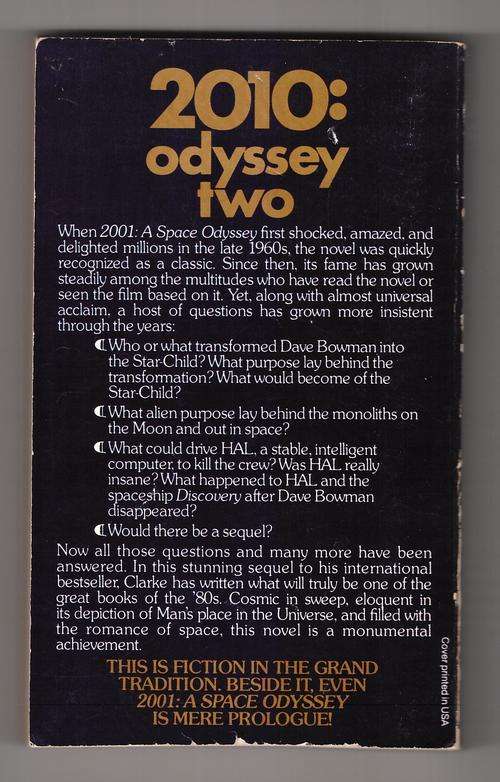 2010:
odyssey
two
When 2001: A Space Odyssey first shocked, amazed, and
delighted millions in the late 1960s, the novel was quickly
recognized as a classic. Since then, its fame has grown
steadily among the multitudes who have read the novel or
seen the film based on it. Yet, along with almost universal
acclaim, a host of questions has grown more insistent
through the years:
¶Who or what transformed Dave Bowman into
the Star-Child? What purpose lay behind the
transformation? What would become of the
Star-Child?
¶What alien purpose lay behind the monoliths on
the Moon and out in space?
¶What could drive HAL, a stable, intelligent
computer, to kill the crew? Was HAL really
insane? What happened to HAL and the
spaceship Discovery after Dave Bowman
disappeared?
¶Would there be a sequel?
Now all those questions and many more have been
answered. In this stunning sequel to his international
bestseller, Clarke has written what will truly be one of the
great books of the '80s. Cosmic in sweep, eloquent in
its depiction of Man's place in the Universe, and filled with
the romance of space, this novel is a monumental
achievement.
THIS IS FICTION IN THE GRAND
TRADITION. BESIDE IT, EVEN
2001: A SPACE ODYSSEY
IS MERE PROLOGUE!
Cover printed in USA